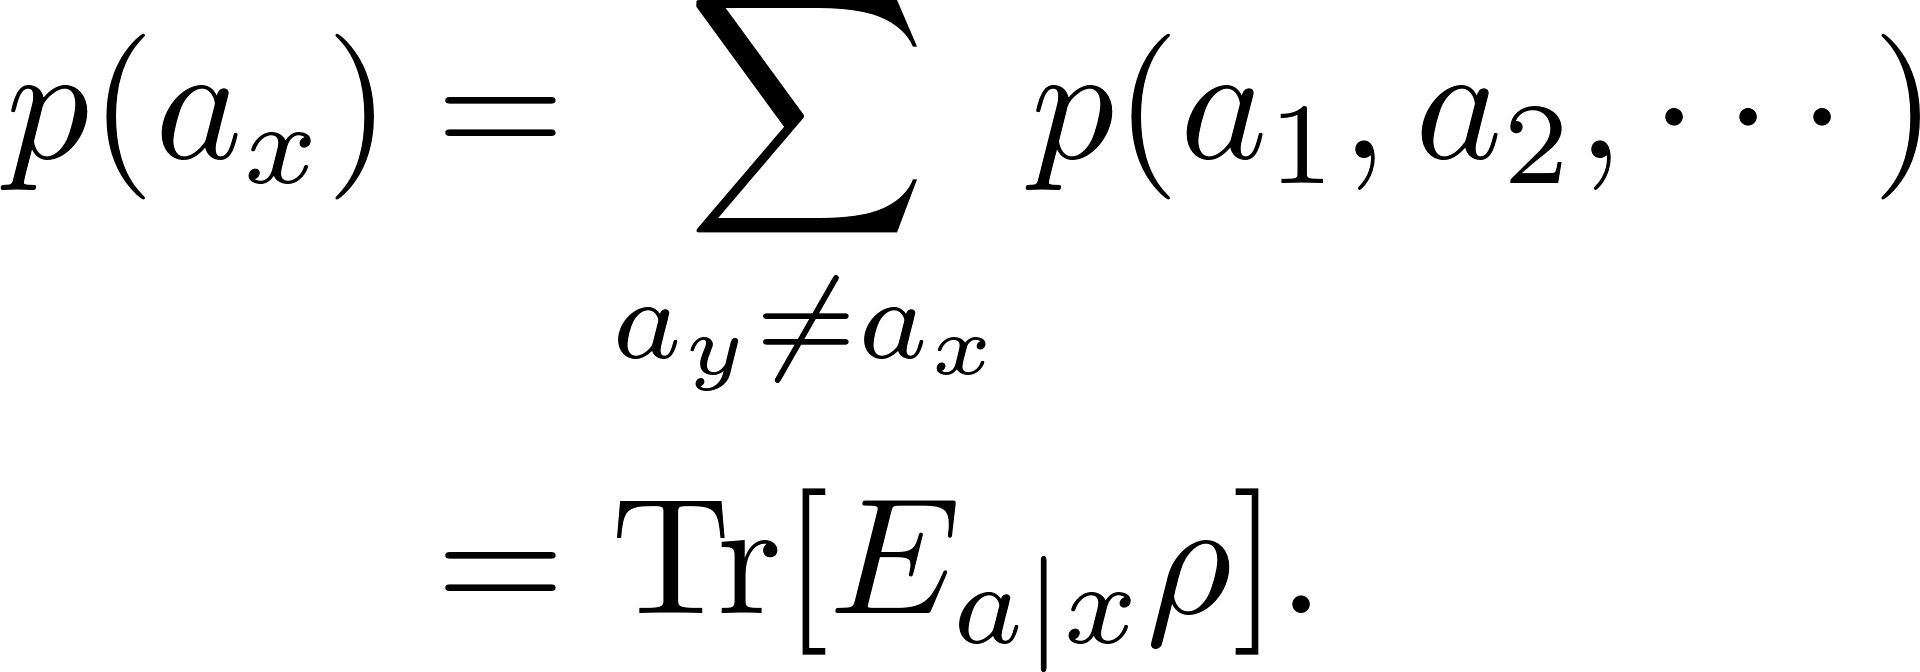 p(a_x) = \sum_{a_y \neq a_x} p(a_1, a_2, \cdots)
= \mathrm{Tr}[E_{a|x} \rho].